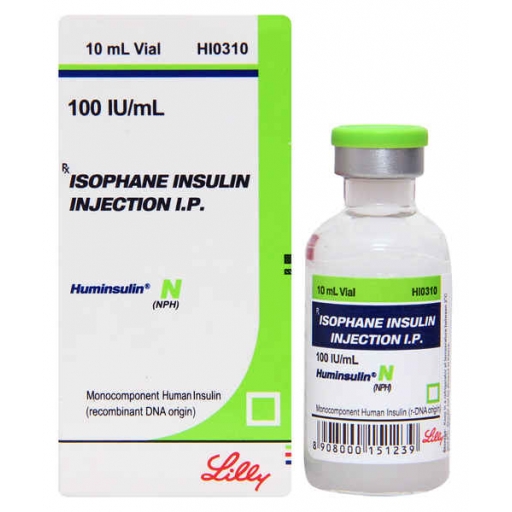 10 mL Vial HI0310
100 IU/mL
Rx
ISOPHANE INSULIN
INJECTION I.P.
Huminsulin® N
(NPH)
Monocomponent Human Insulin
(recombinant DNA origin)
Lilly
10 mL Vial HI0310
Rx
ISOPHANE INSULIN
INJECTION I.P.
100 IU/mL
Huminsulin® N
(NPH)
Monocomponent Human Insulin (r-DNA origin)
8 908000 151239
Lilly